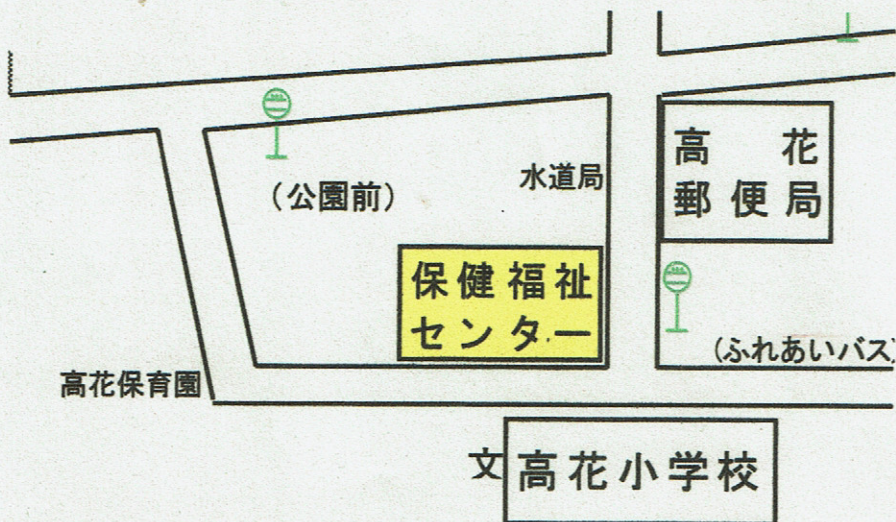 高花
郵便局
水道局
(公園前)
保健福祉
センター
(ふれあいバス)
高花保育園
文
高花小学校